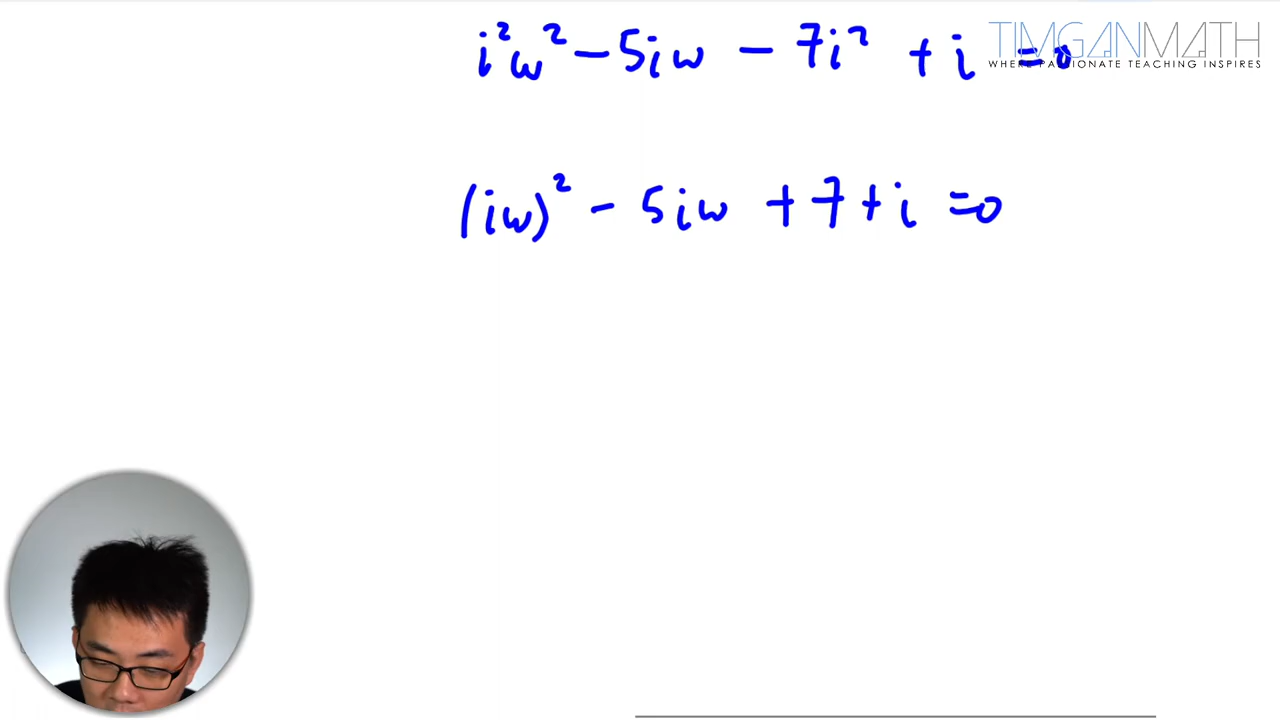 i²w² - 5iw - 7i² + i = 0
TIMGANMATH
WHERE PASSIONATE TEACHING INSPIRES
(iw)² - 5iw + 7 + i = 0